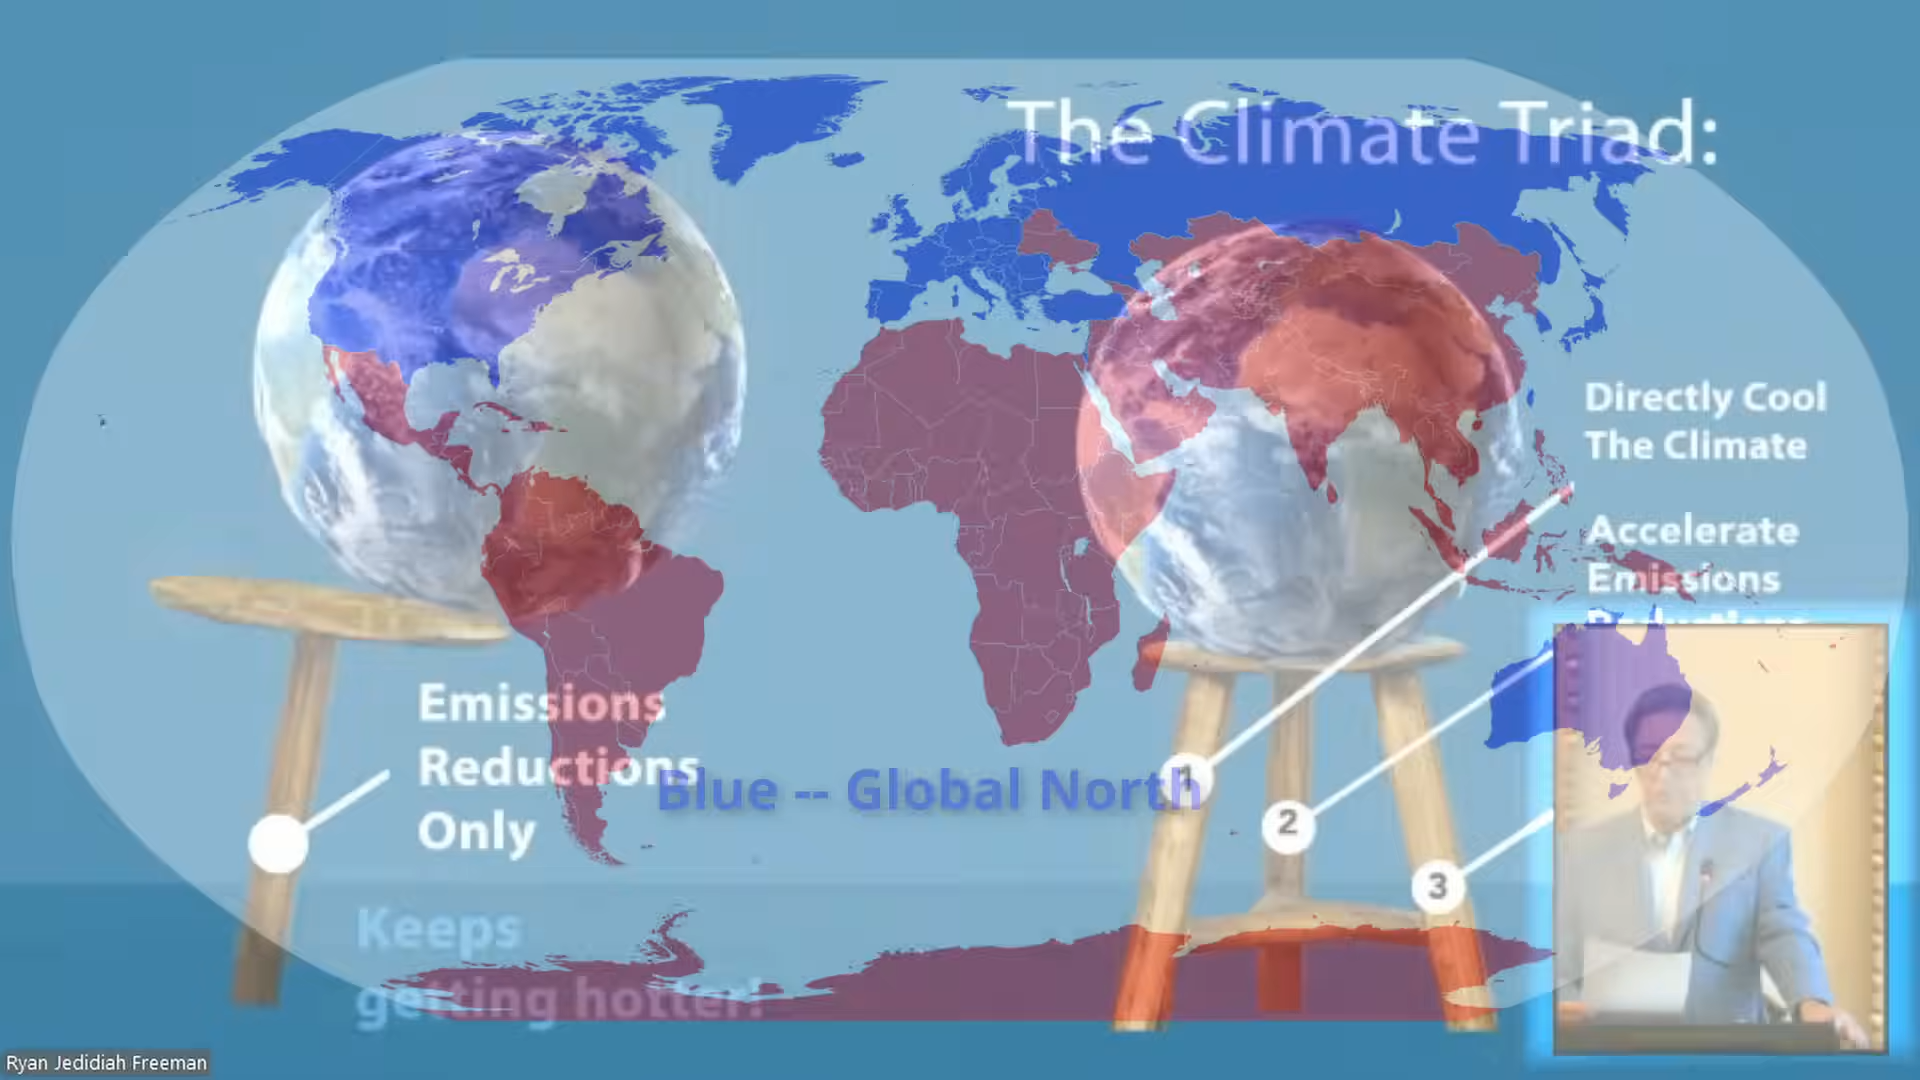 The Climate Triad:
Directly Cool
The Climate
Accelerate
Emissions
Emissions
Reductions
Only
Blue -- Global North
1
2
3
Keeps
getting hotter!
Ryan Jedidiah Freeman